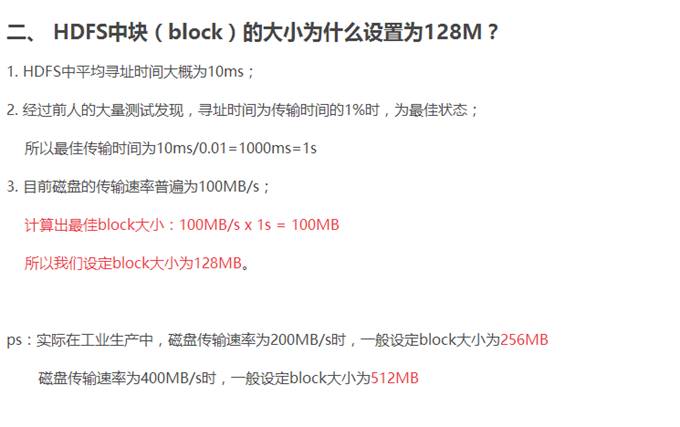 二、 HDFS中块（block）的大小为什么设置为128M？
1. HDFS中平均寻址时间大概为10ms；
2. 经过前人的大量测试发现，寻址时间为传输时间的1%时，为最佳状态；
所以最佳传输时间为10ms/0.01=1000ms=1s
3. 目前磁盘的传输速率普遍为100MB/s；
计算出最佳block大小：100MB/s x 1s = 100MB
所以我们设定block大小为128MB。
ps：实际在工业生产中，磁盘传输速率为200MB/s时，一般设定block大小为256MB
磁盘传输速率为400MB/s时，一般设定block大小为512MB